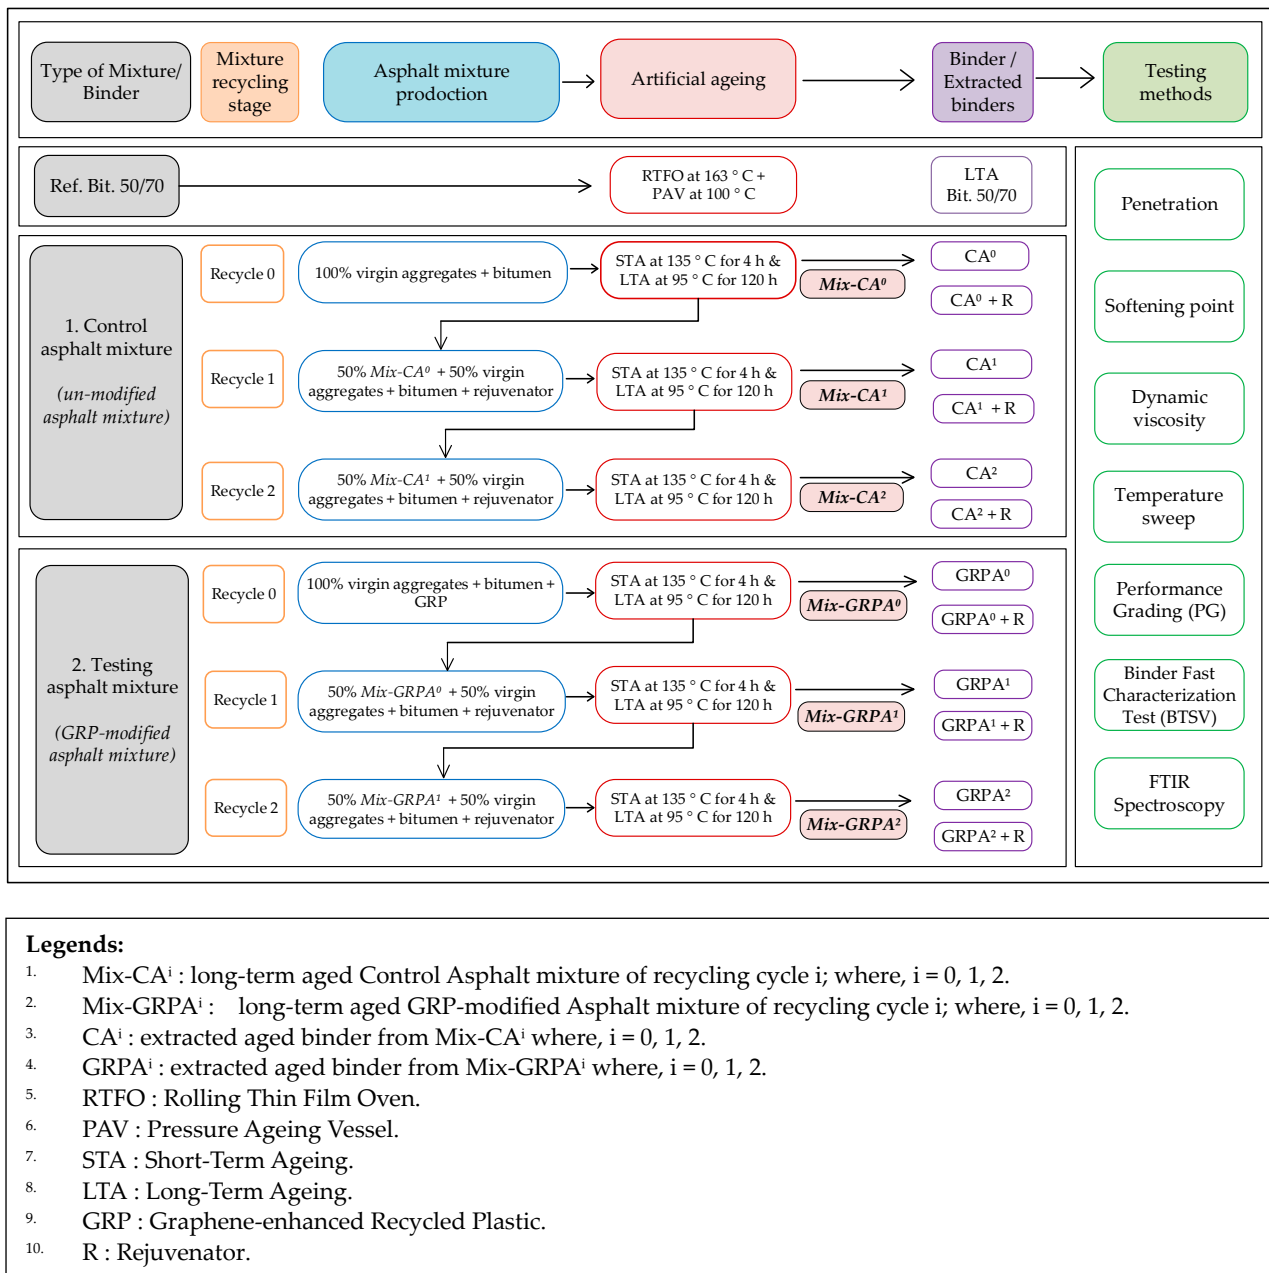 Type of Mixture/
Binder
Mixture
recycling
stage
Asphalt mixture
production
Artificial ageing
Binder /
Extracted
binders
Testing
methods
Ref. Bit. 50/70
RTFO at 163 ° C +
PAV at 100 ° C
LTA
Bit. 50/70
1. Control
asphalt mixture
(un-modified
asphalt mixture)
Recycle 0
100% virgin aggregates + bitumen
STA at 135 ° C for 4 h &
LTA at 95 ° C for 120 h
Mix-CA⁰
CA⁰
CA⁰ + R
Recycle 1
50% Mix-CA⁰ + 50% virgin
aggregates + bitumen + rejuvenator
STA at 135 ° C for 4 h &
LTA at 95 ° C for 120 h
Mix-CA¹
CA¹
CA¹ + R
Recycle 2
50% Mix-CA¹ + 50% virgin
aggregates + bitumen + rejuvenator
STA at 135 ° C for 4 h &
LTA at 95 ° C for 120 h
Mix-CA²
CA²
CA² + R
2. Testing
asphalt mixture
(GRP-modified
asphalt mixture)
Recycle 0
100% virgin aggregates + bitumen +
GRP
STA at 135 ° C for 4 h &
LTA at 95 ° C for 120 h
Mix-GRPA⁰
GRPA⁰
GRPA⁰ + R
Recycle 1
50% Mix-GRPA⁰ + 50% virgin
aggregates + bitumen + rejuvenator
STA at 135 ° C for 4 h &
LTA at 95 ° C for 120 h
Mix-GRPA¹
GRPA¹
GRPA¹ + R
Recycle 2
50% Mix-GRPA¹ + 50% virgin
aggregates + bitumen + rejuvenator
STA at 135 ° C for 4 h &
LTA at 95 ° C for 120 h
Mix-GRPA²
GRPA²
GRPA² + R
Penetration
Softening point
Dynamic
viscosity
Temperature
sweep
Performance
Grading (PG)
Binder Fast
Characterization
Test (BTSV)
FTIR
Spectroscopy
Legends:
1. Mix-CAⁱ : long-term aged Control Asphalt mixture of recycling cycle i; where, i = 0, 1, 2.
2. Mix-GRPAⁱ : long-term aged GRP-modified Asphalt mixture of recycling cycle i; where, i = 0, 1, 2.
3. CAⁱ : extracted aged binder from Mix-CAⁱ where, i = 0, 1, 2.
4. GRPAⁱ : extracted aged binder from Mix-GRPAⁱ where, i = 0, 1, 2.
5. RTFO : Rolling Thin Film Oven.
6. PAV : Pressure Ageing Vessel.
7. STA : Short-Term Ageing.
8. LTA : Long-Term Ageing.
9. GRP : Graphene-enhanced Recycled Plastic.
10. R : Rejuvenator.